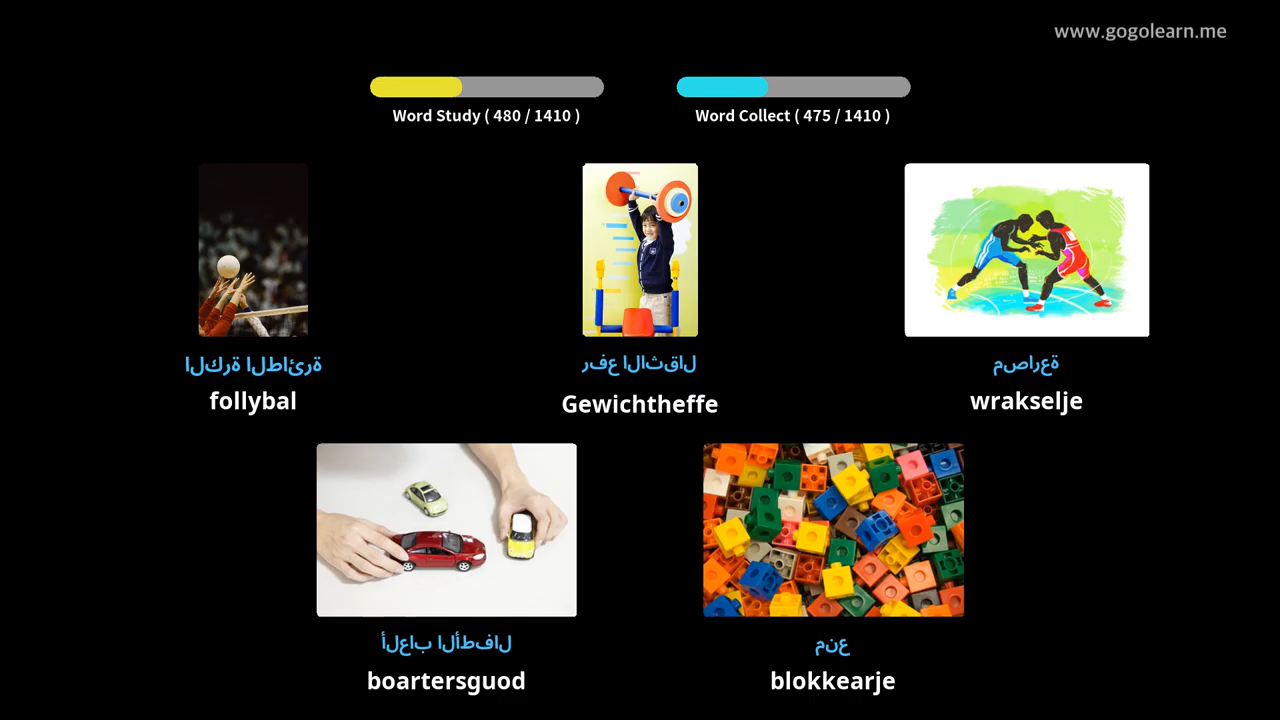 www.gogolearn.me
Word Study ( 480 / 1410 )
Word Collect ( 475 / 1410 )
الكرة الطائرة
رفع الاثقال
مصارعة
follybal
Gewichtheffe
wrakselje
ألعاب الأطفال
منع
boartersguod
blokkearje